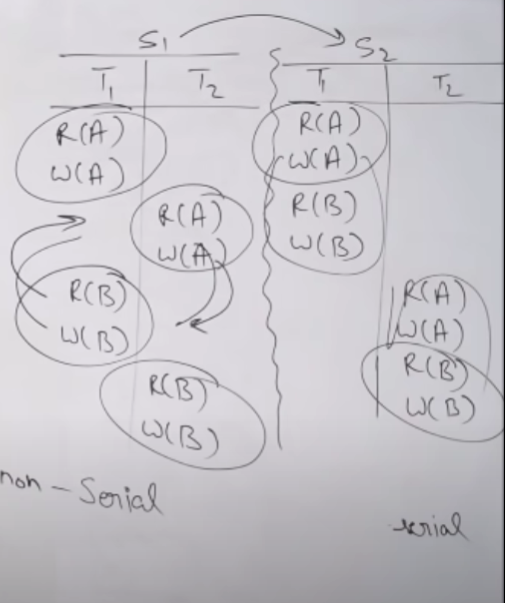 S1 S2
T1 T2 T1 T2
R(A) R(A)
W(A) W(A)
R(A) R(B)
W(A) W(B)
R(B) R(A)
W(B) W(A)
R(B) R(B)
W(B) W(B)
non - Serial
serial